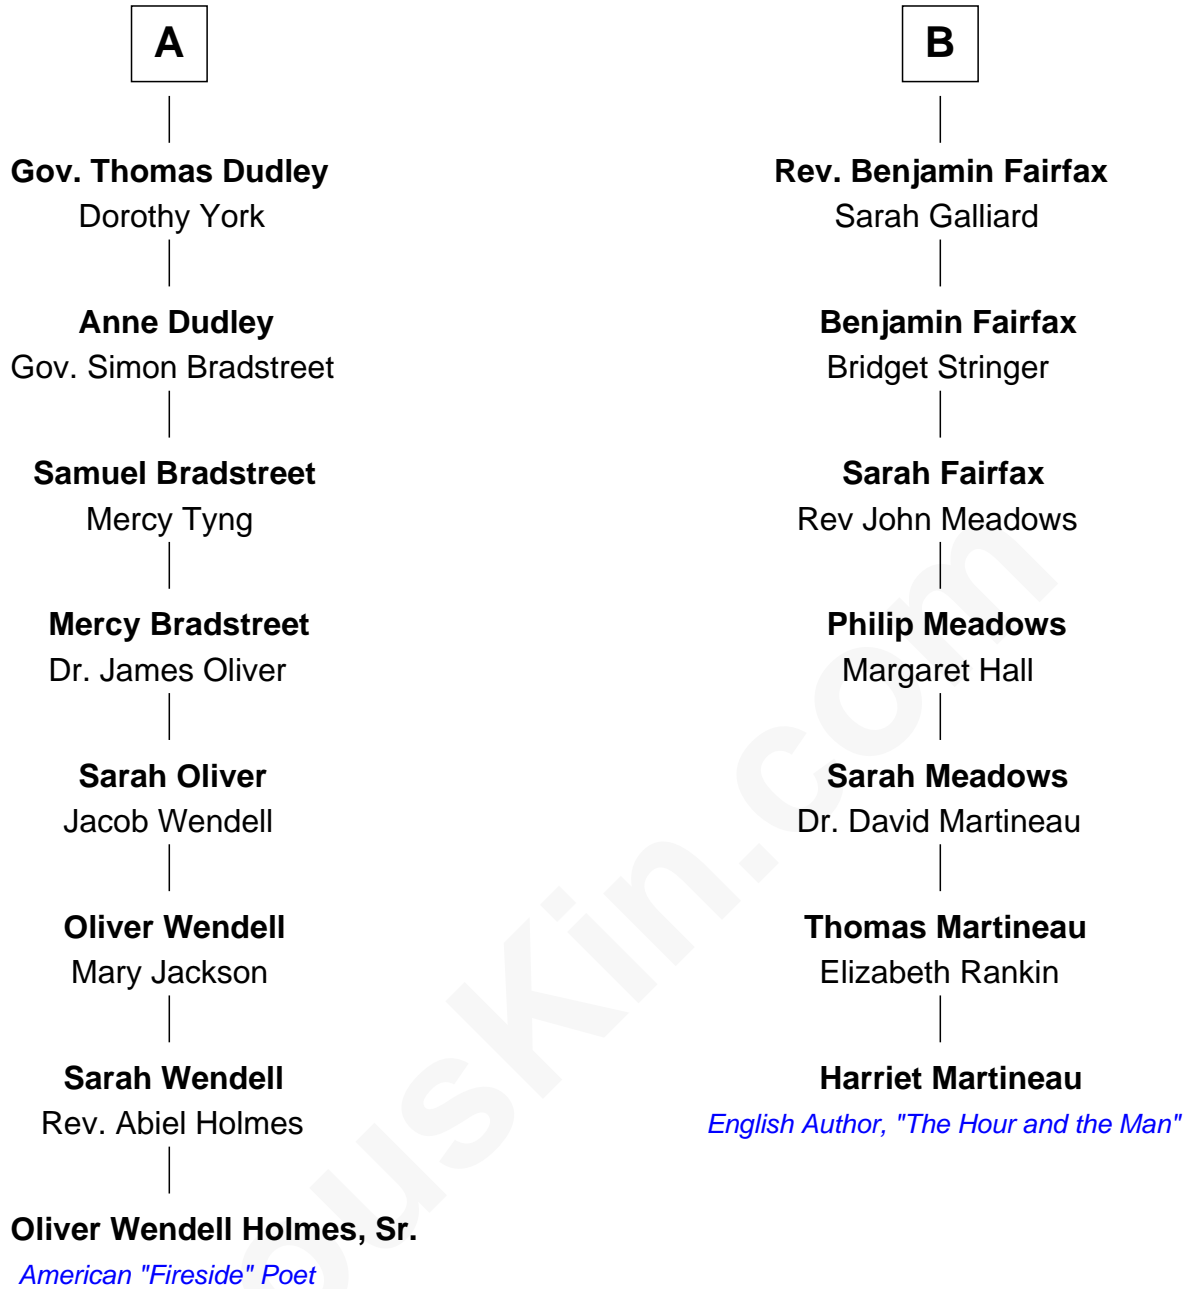 A
Gov. Thomas Dudley
Dorothy York
Anne Dudley
Gov. Simon Bradstreet
Samuel Bradstreet
Mercy Tyng
Mercy Bradstreet
Dr. James Oliver
Sarah Oliver
Jacob Wendell
Oliver Wendell
Mary Jackson
Sarah Wendell
Rev. Abiel Holmes
Oliver Wendell Holmes, Sr.
American "Fireside" Poet
B
Rev. Benjamin Fairfax
Sarah Galliard
Benjamin Fairfax
Bridget Stringer
Sarah Fairfax
Rev John Meadows
Philip Meadows
Margaret Hall
Sarah Meadows
Dr. David Martineau
Thomas Martineau
Elizabeth Rankin
Harriet Martineau
English Author, "The Hour and the Man"
ousKin.com